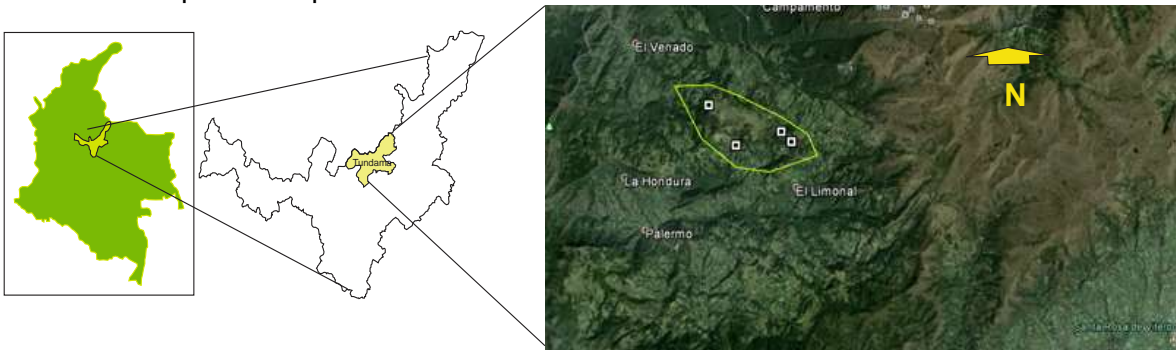 Campamento
El Venado
N
Tundama
La Hondura
El Limonal
Palermo